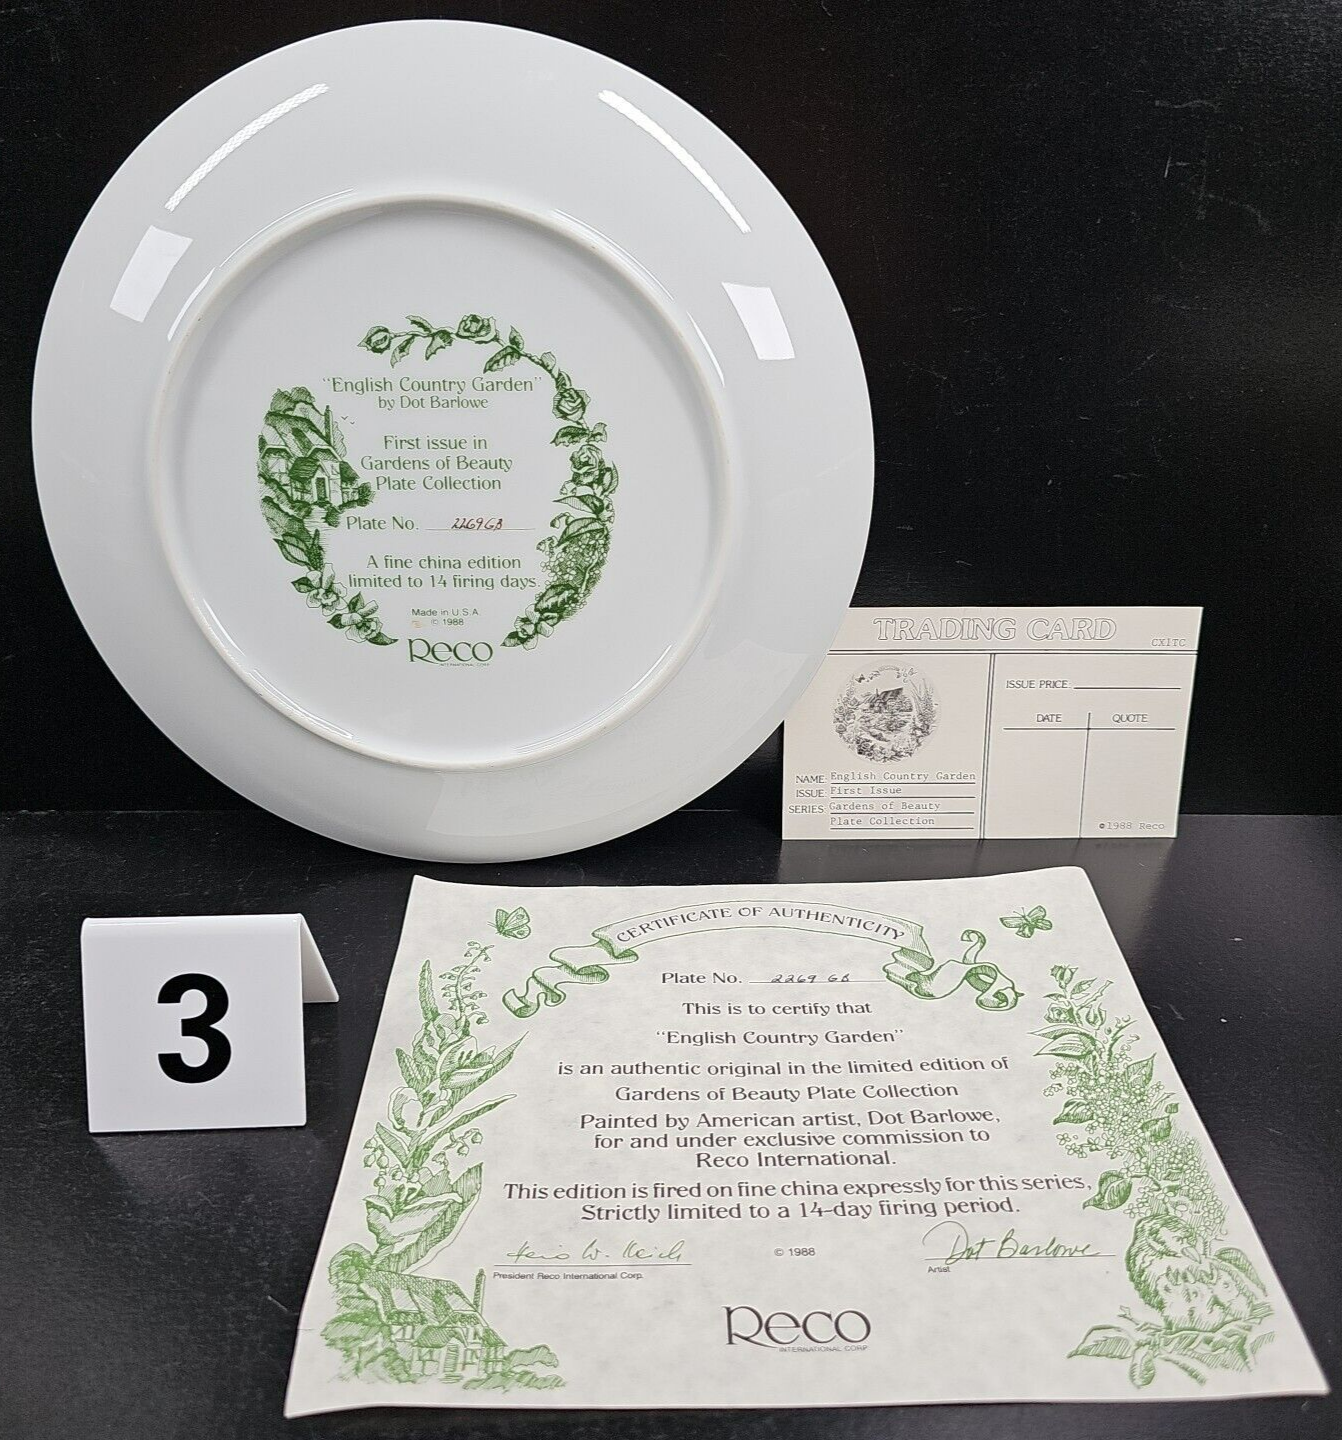 "English Country Garden"
by Dot Barlowe
First issue in
Gardens of Beauty
Plate Collection
Plate No. 2269GB
A fine china edition
limited to 14 firing days.
Made in U.S.A.
© 1988
Reco
INTERNATIONAL CORP.
TRADING CARD
CX1TC
ISSUE PRICE:
DATE QUOTE
NAME: English Country Garden
ISSUE First Issue
SERIES: Gardens of Beauty
Plate Collection
©1988 Reco
3
CERTIFICATE OF AUTHENTICITY
Plate No. 2269 GB
This is to certify that
"English Country Garden"
is an authentic original in the limited edition of
Gardens of Beauty Plate Collection
Painted by American artist, Dot Barlowe,
for and under exclusive commission to
Reco International.
This edition is fired on fine china expressly for this series,
Strictly limited to a 14-day firing period.
Dot Barlowe
President Reco International Corp.
© 1988
Artist
Reco
INTERNATIONAL CORP.